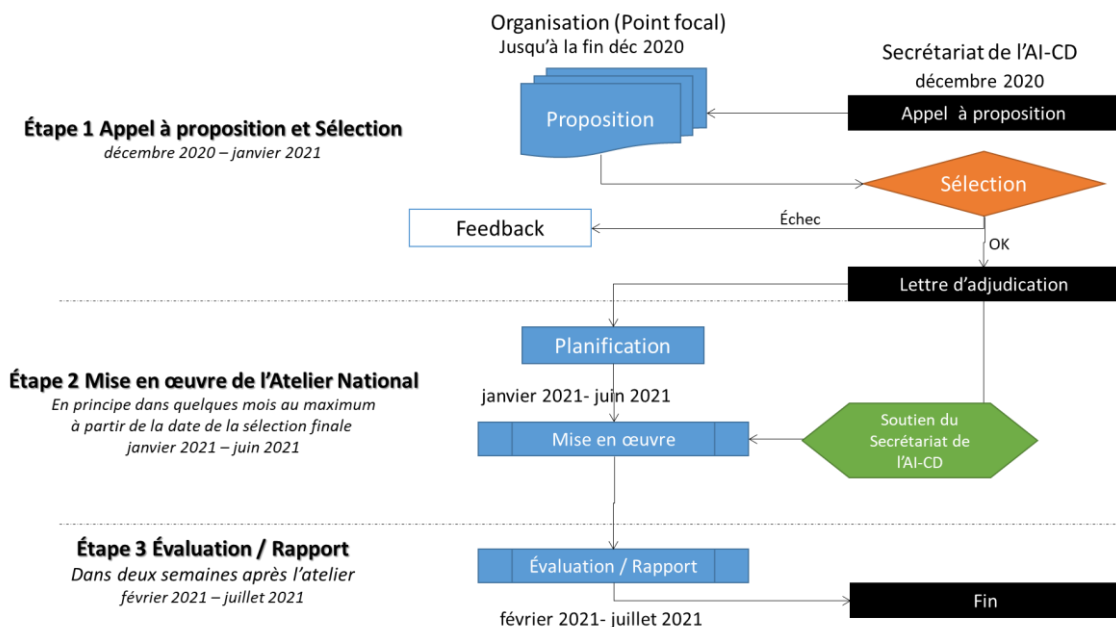 Organisation (Point focal)
Jusqu’à la fin déc 2020
Secrétariat de l’AI-CD
décembre 2020
Proposition
Appel à proposition
Étape 1 Appel à proposition et Sélection
décembre 2020 – janvier 2021
Sélection
Échec
Feedback
OK
Lettre d’adjudication
Planification
Étape 2 Mise en œuvre de l’Atelier National
En principe dans quelques mois au maximum
à partir de la date de la sélection finale
janvier 2021 – juin 2021
janvier 2021- juin 2021
Mise en œuvre
Soutien du
Secrétariat de
l’AI-CD
Étape 3 Évaluation / Rapport
Dans deux semaines après l’atelier
février 2021 – juillet 2021
Évaluation / Rapport
février 2021- juillet 2021
Fin